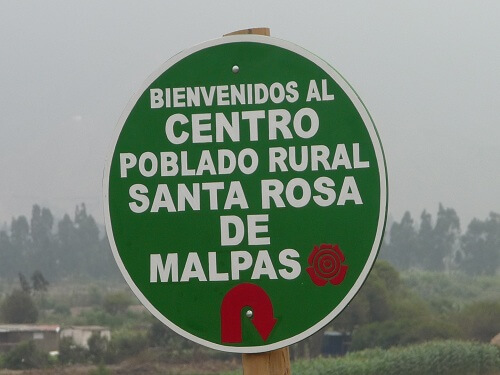 BIENVENIDOS AL
CENTRO
POBLADO RURAL
SANTA ROSA
DE
MALPAS